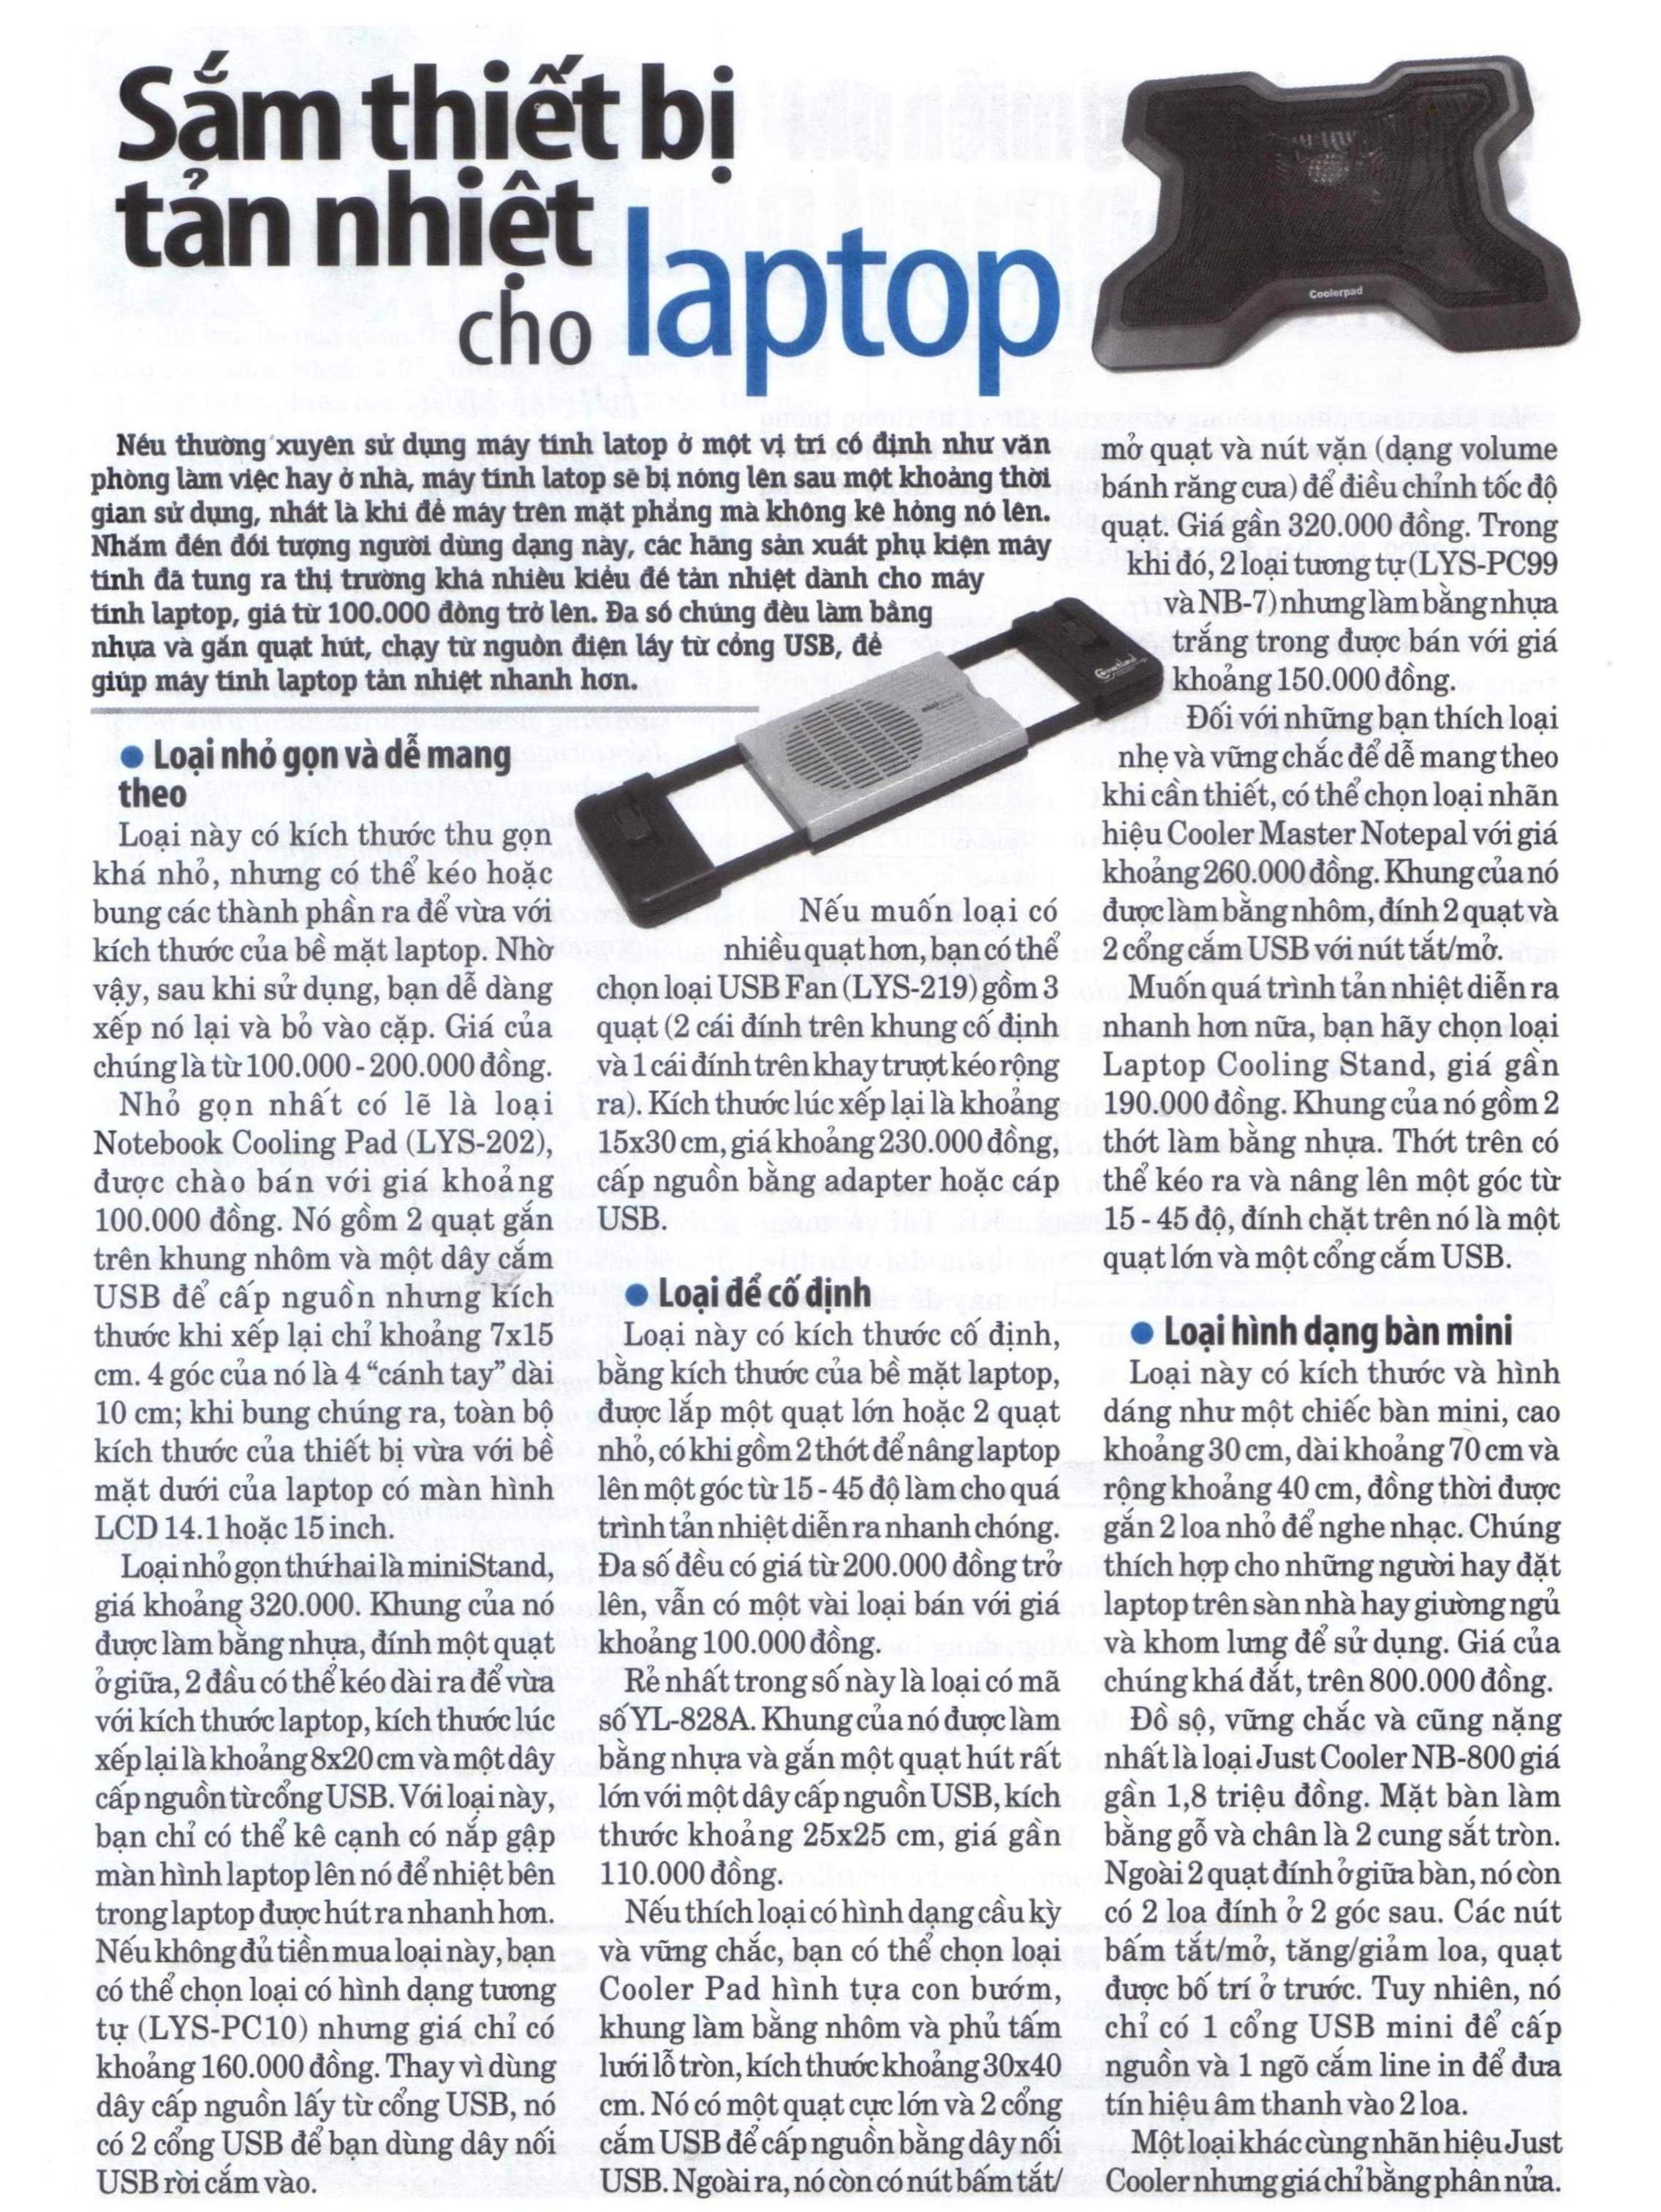 Sắm thiết bị
tản nhiệt
cho laptop
Coolerpad
Nếu thường xuyên sử dụng máy tính latop ở một vị trí cố định như văn
phòng làm việc hay ở nhà, máy tính latop sẽ bị nóng lên sau một khoảng thời
gian sử dụng, nhất là khi để máy trên mặt phẳng mà không kê hỏng nó lên.
Nhắm đến đối tượng người dùng dạng này, các hãng sản xuất phụ kiện máy
tính đã tung ra thị trường khá nhiều kiểu đế tản nhiệt dành cho máy
tính laptop, giá từ 100.000 đồng trở lên. Đa số chúng đều làm bằng
nhựa và gắn quạt hút, chạy từ nguồn điện lấy từ cổng USB, để
giúp máy tính laptop tản nhiệt nhanh hơn.
● Loại nhỏ gọn và dễ mang
theo
Loại này có kích thước thu gọn
khá nhỏ, nhưng có thể kéo hoặc
bung các thành phần ra để vừa với
kích thước của bề mặt laptop. Nhờ
vậy, sau khi sử dụng, bạn dễ dàng
xếp nó lại và bỏ vào cặp. Giá của
chúng là từ 100.000 - 200.000 đồng.
Nhỏ gọn nhất có lẽ là loại
Notebook Cooling Pad (LYS-202),
được chào bán với giá khoảng
100.000 đồng. Nó gồm 2 quạt gắn
trên khung nhôm và một dây cắm
USB để cấp nguồn nhưng kích
thước khi xếp lại chỉ khoảng 7x15
cm. 4 góc của nó là 4 “cánh tay” dài
10 cm; khi bung chúng ra, toàn bộ
kích thước của thiết bị vừa với bề
mặt dưới của laptop có màn hình
LCD 14.1 hoặc 15 inch.
Loại nhỏ gọn thứ hai là miniStand,
giá khoảng 320.000. Khung của nó
được làm bằng nhựa, đính một quạt
ở giữa, 2 đầu có thể kéo dài ra để vừa
với kích thước laptop, kích thước lúc
xếp lại là khoảng 8x20 cm và một dây
cấp nguồn từ cổng USB. Với loại này,
bạn chỉ có thể kê cạnh có nắp gập
màn hình laptop lên nó để nhiệt bên
trong laptop được hút ra nhanh hơn.
Nếu không đủ tiền mua loại này, bạn
có thể chọn loại có hình dạng tương
tự (LYS-PC10) nhưng giá chỉ có
khoảng 160.000 đồng. Thay vì dùng
dây cấp nguồn lấy từ cổng USB, nó
có 2 cổng USB để bạn dùng dây nối
USB rời cắm vào.
Nếu muốn loại có
nhiều quạt hơn, bạn có thể
chọn loại USB Fan (LYS-219) gồm 3
quạt (2 cái đính trên khung cố định
và 1 cái đính trên khay trượt kéo rộng
ra). Kích thước lúc xếp lại là khoảng
15x30 cm, giá khoảng 230.000 đồng,
cấp nguồn bằng adapter hoặc cáp
USB.
● Loại để cố định
Loại này có kích thước cố định,
bằng kích thước của bề mặt laptop,
được lắp một quạt lớn hoặc 2 quạt
nhỏ, có khi gồm 2 thớt để nâng laptop
lên một góc từ 15 - 45 độ làm cho quá
trình tản nhiệt diễn ra nhanh chóng.
Đa số đều có giá từ 200.000 đồng trở
lên, vẫn có một vài loại bán với giá
khoảng 100.000 đồng.
Rẻ nhất trong số này là loại có mã
số YL-828A. Khung của nó được làm
bằng nhựa và gắn một quạt hút rất
lớn với một dây cấp nguồn USB, kích
thước khoảng 25x25 cm, giá gần
110.000 đồng.
Nếu thích loại có hình dạng cầu kỳ
và vững chắc, bạn có thể chọn loại
Cooler Pad hình tựa con bướm,
khung làm bằng nhôm và phủ tấm
lưới lỗ tròn, kích thước khoảng 30x40
cm. Nó có một quạt cực lớn và 2 cổng
cắm USB để cấp nguồn bằng dây nối
USB. Ngoài ra, nó còn có nút bấm tắt/
mở quạt và nút vặn (dạng volume
bánh răng cưa) để điều chỉnh tốc độ
quạt. Giá gần 320.000 đồng. Trong
khi đó, 2 loại tương tự (LYS-PC99
và NB-7) nhưng làm bằng nhựa
trắng trong được bán với giá
khoảng 150.000 đồng.
Đối với những bạn thích loại
nhẹ và vững chắc để dễ mang theo
khi cần thiết, có thể chọn loại nhãn
hiệu Cooler Master Notepal với giá
khoảng 260.000 đồng. Khung của nó
được làm bằng nhôm, đính 2 quạt và
2 cổng cắm USB với nút tắt/mở.
Muốn quá trình tản nhiệt diễn ra
nhanh hơn nữa, bạn hãy chọn loại
Laptop Cooling Stand, giá gần
190.000 đồng. Khung của nó gồm 2
thớt làm bằng nhựa. Thớt trên có
thể kéo ra và nâng lên một góc từ
15 - 45 độ, đính chặt trên nó là một
quạt lớn và một cổng cắm USB.
● Loại hình dạng bàn mini
Loại này có kích thước và hình
dáng như một chiếc bàn mini, cao
khoảng 30 cm, dài khoảng 70 cm và
rộng khoảng 40 cm, đồng thời được
gắn 2 loa nhỏ để nghe nhạc. Chúng
thích hợp cho những người hay đặt
laptop trên sàn nhà hay giường ngủ
và khom lưng để sử dụng. Giá của
chúng khá đắt, trên 800.000 đồng.
Đồ sộ, vững chắc và cũng nặng
nhất là loại Just Cooler NB-800 giá
gần 1,8 triệu đồng. Mặt bàn làm
bằng gỗ và chân là 2 cung sắt tròn.
Ngoài 2 quạt đính ở giữa bàn, nó còn
có 2 loa đính ở 2 góc sau. Các nút
bấm tắt/mở, tăng/giảm loa, quạt
được bố trí ở trước. Tuy nhiên, nó
chỉ có 1 cổng USB mini để cấp
nguồn và 1 ngõ cắm line in để đưa
tín hiệu âm thanh vào 2 loa.
Một loại khác cùng nhãn hiệu Just
Cooler nhưng giá chỉ bằng phân nửa.